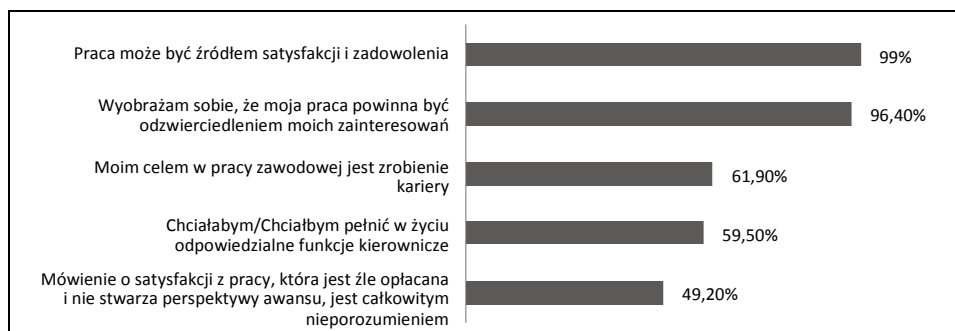 Praca może być źródłem satysfakcji i zadowolenia
99%
Wyobrażam sobie, że moja praca powinna być
odzwierciedleniem moich zainteresowań
96,40%
Moim celem w pracy zawodowej jest zrobienie
kariery
61,90%
Chciałabym/Chciałbym pełnić w życiu
odpowiedzialne funkcje kierownicze
59,50%
Mówienie o satysfakcji z pracy, która jest źle opłacana
i nie stwarza perspektywy awansu, jest całkowitym
nieporozumieniem
49,20%